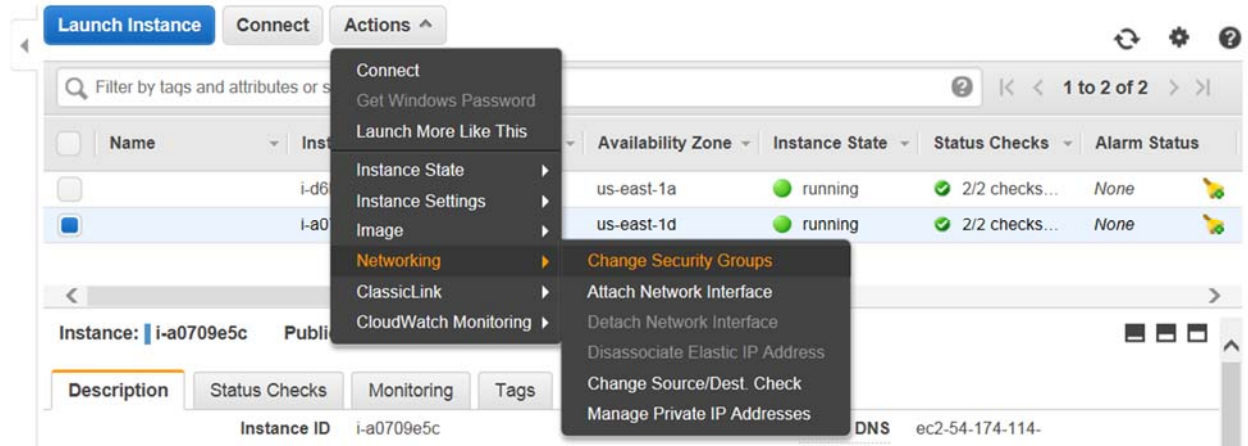 Launch Instance Connect Actions
Filter by tags and attributes or s 1 to 2 of 2
Name Inst Availability Zone Instance State Status Checks Alarm Status
i-d6 us-east-1a running 2/2 checks... None
i-a07 us-east-1d running 2/2 checks... None
Connect
Get Windows Password
Launch More Like This
Instance State
Instance Settings
Image
Networking
ClassicLink
CloudWatch Monitoring
Change Security Groups
Attach Network Interface
Detach Network Interface
Disassociate Elastic IP Address
Change Source/Dest. Check
Manage Private IP Addresses
Instance: i-a0709e5c Publi
Description Status Checks Monitoring Tags
Instance ID i-a0709e5c DNS ec2-54-174-114-